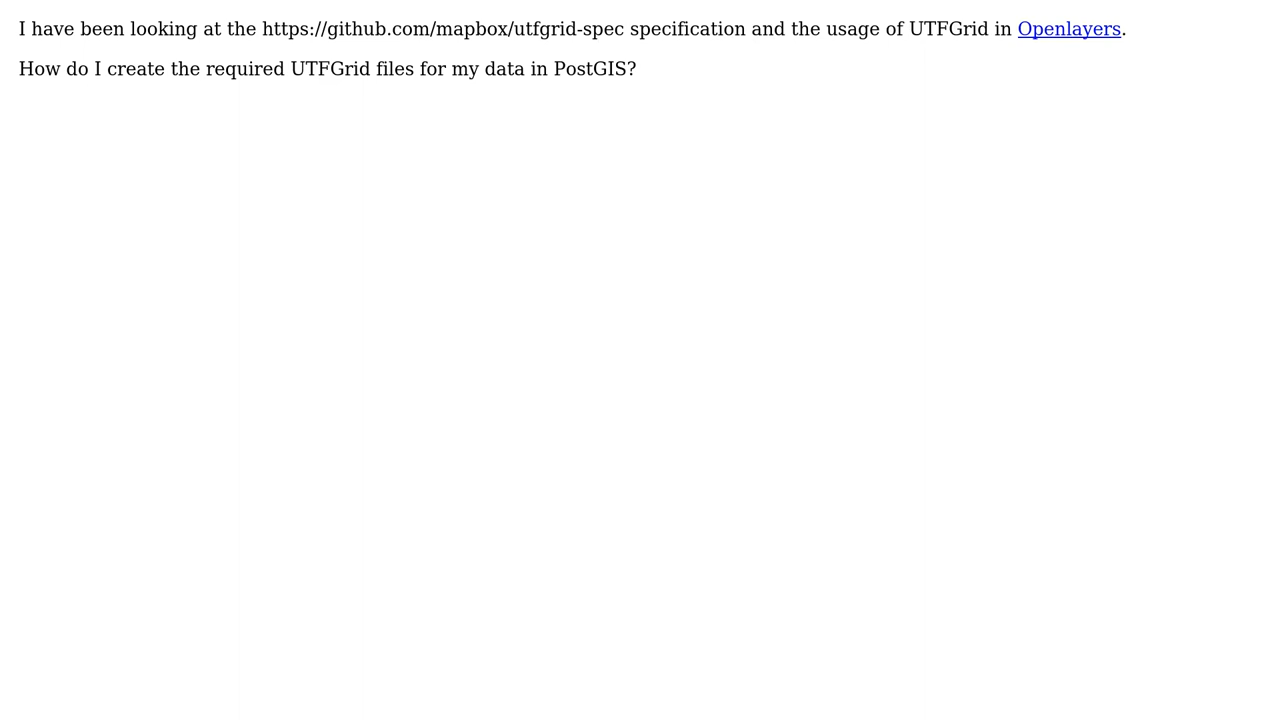 I have been looking at the https://github.com/mapbox/utfgrid-spec specification and the usage of UTFGrid in Openlayers.
How do I create the required UTFGrid files for my data in PostGIS?